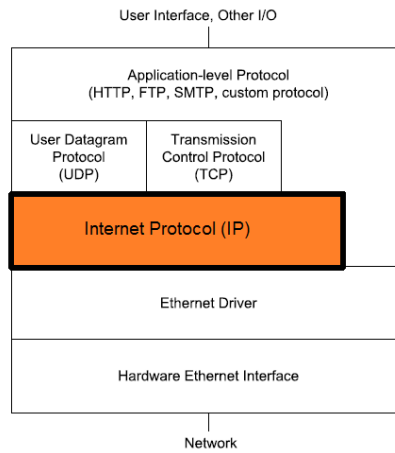 User Interface, Other I/O
Application-level Protocol
(HTTP, FTP, SMTP, custom protocol)
User Datagram
Protocol
(UDP)
Transmission
Control Protocol
(TCP)
Internet Protocol (IP)
Ethernet Driver
Hardware Ethernet Interface
Network